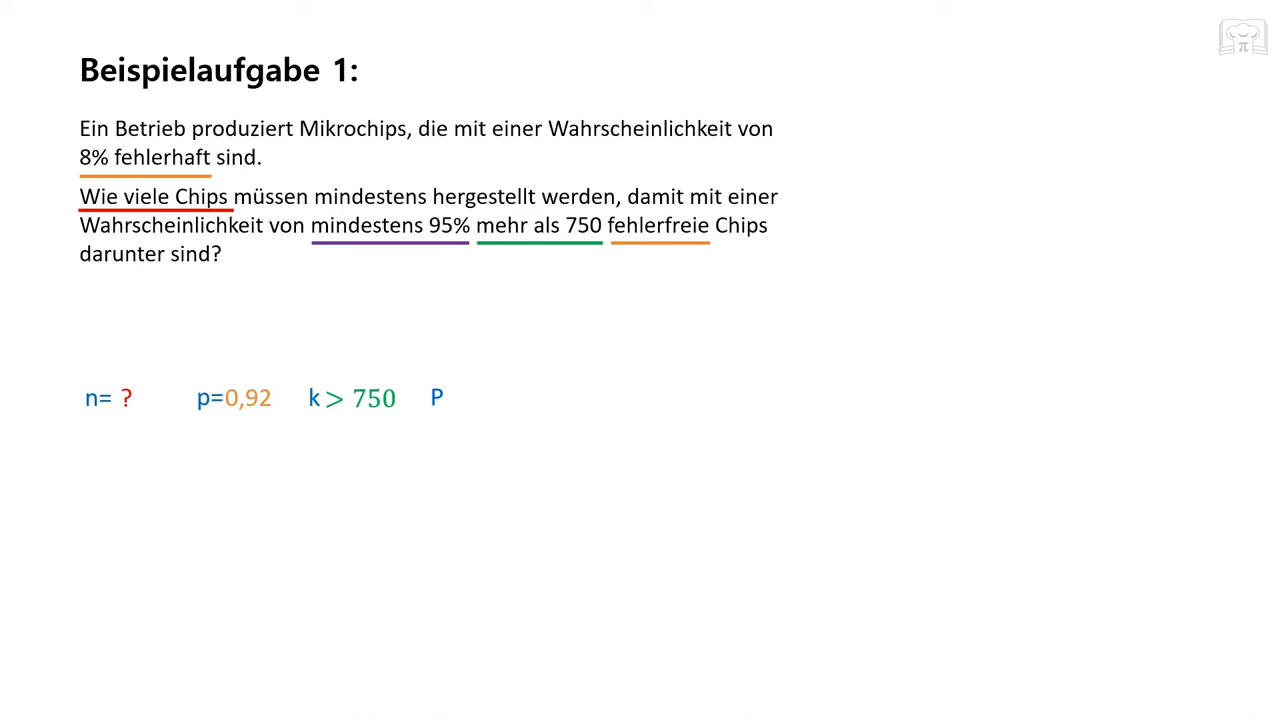 Beispielaufgabe 1:
Ein Betrieb produziert Mikrochips, die mit einer Wahrscheinlichkeit von
8% fehlerhaft sind.
Wie viele Chips müssen mindestens hergestellt werden, damit mit einer
Wahrscheinlichkeit von mindestens 95% mehr als 750 fehlerfreie Chips
darunter sind?
n= ? p=0,92 k > 750 P
π